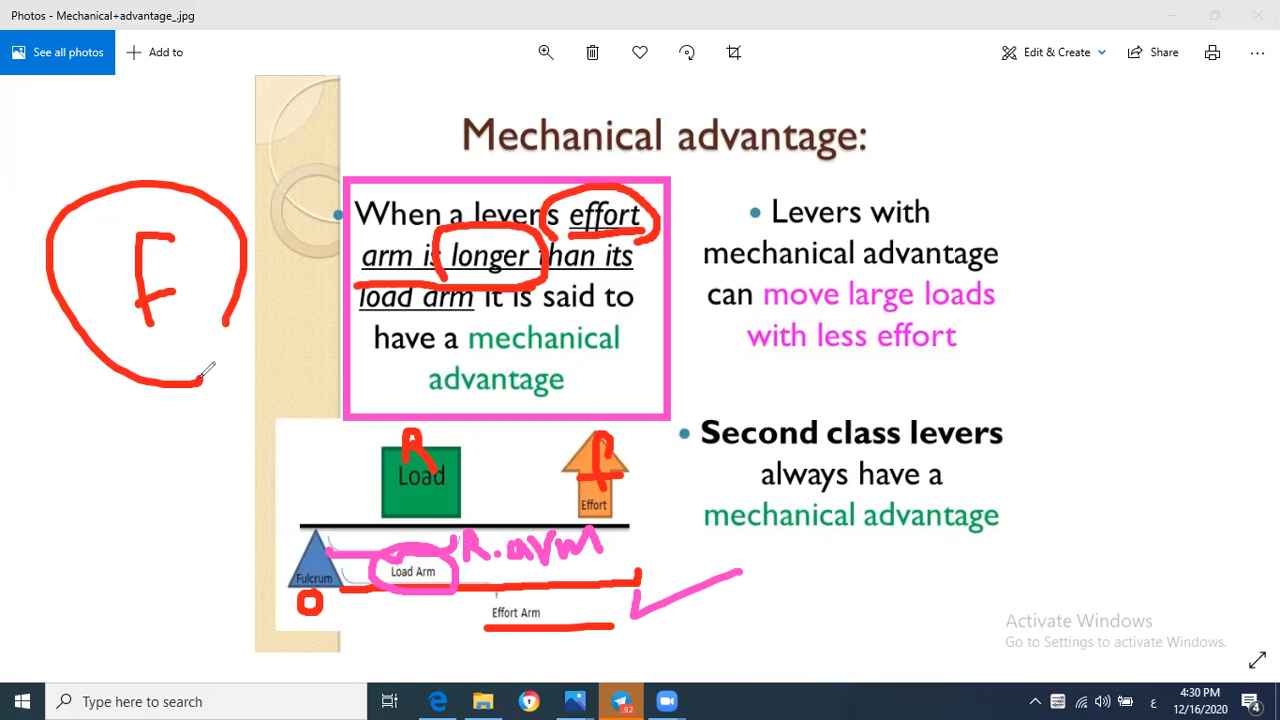 Photos - Mechanical+advantage_.jpg
See all photos
Add to
Edit & Create
Share
Mechanical advantage:
When a levers effort
arm is longer than its
load arm it is said to
have a mechanical
advantage
Levers with
mechanical advantage
can move large loads
with less effort
Second class levers
always have a
mechanical advantage
F
R
Load
F
Effort
R.arm
Fulcrum
Load Arm
O
Effort Arm
Activate Windows
Go to Settings to activate Windows.
Type here to search
92
ع
4:30 PM
12/16/2020
4